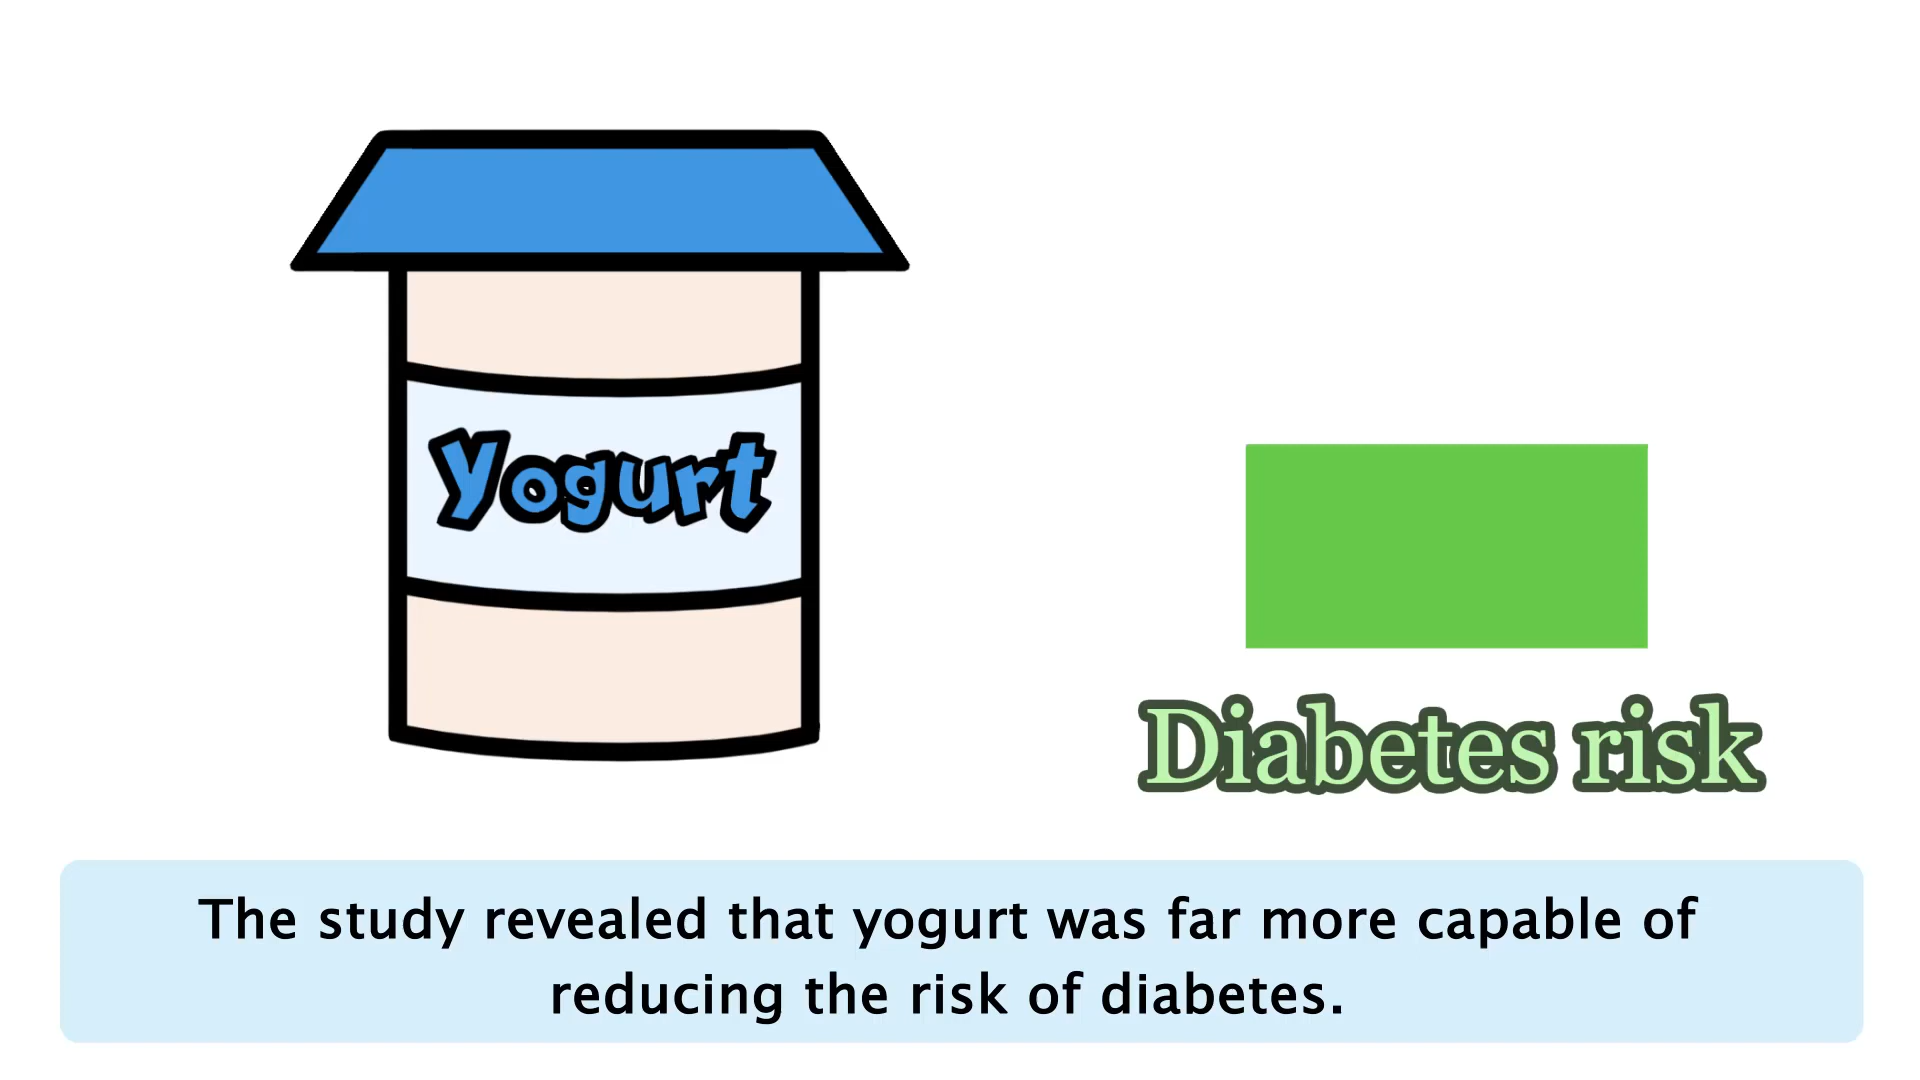 Yogurt
Diabetes risk
The study revealed that yogurt was far more capable of
reducing the risk of diabetes.